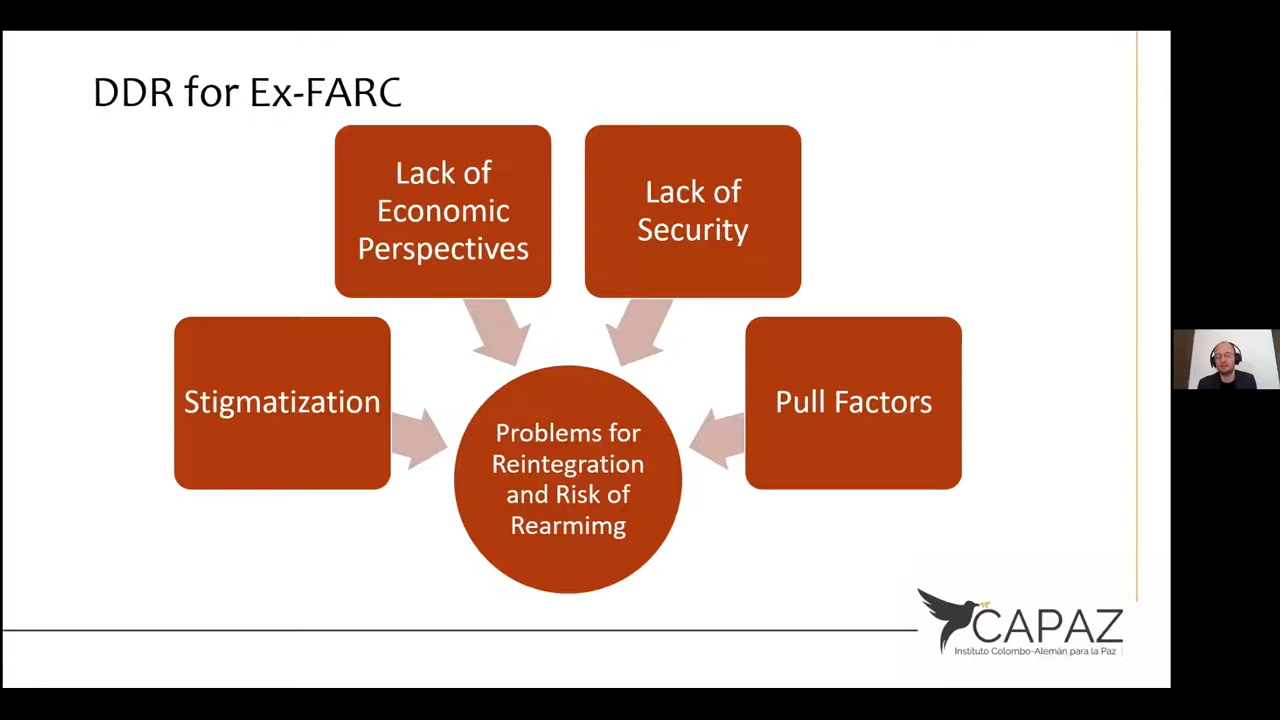 DDR for Ex-FARC
Lack of
Economic
Perspectives
Lack of
Security
Stigmatization
Pull Factors
Problems for
Reintegration
and Risk of
Rearmimg
CAPAZ
Instituto Colombo-Alemán para la Paz